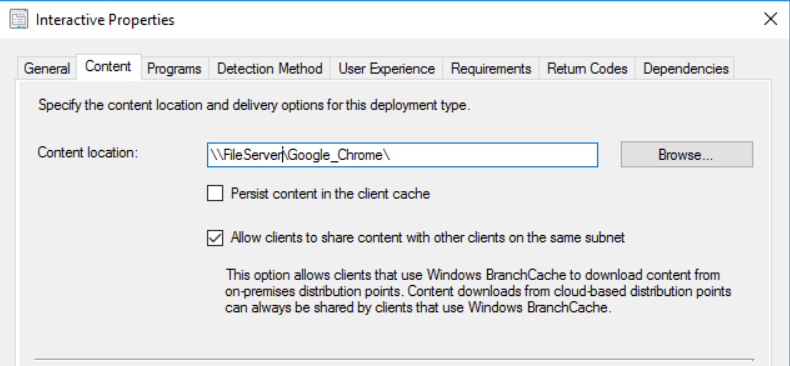 Interactive Properties
General Content Programs Detection Method User Experience Requirements Return Codes Dependencies
Specify the content location and delivery options for this deployment type.
Content location: \\FileServer\Google_Chrome\ Browse...
Persist content in the client cache
Allow clients to share content with other clients on the same subnet
This option allows clients that use Windows BranchCache to download content from
on-premises distribution points. Content downloads from cloud-based distribution points
can always be shared by clients that use Windows BranchCache.